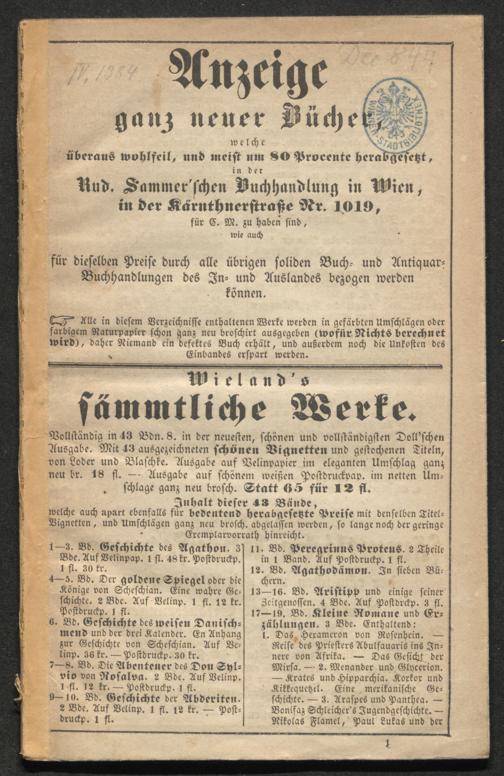 IV, 1984
Dec 847
WIENER STADTBIBLIOTHEK
Anzeige
ganz neuer Bücher,
welche
überaus wohlfeil, und meist um 80 Procente herabgesetzt,
in der
Rud. Sammer'schen Buchhandlung in Wien,
in der Kärnthnerstraße Nr. 1019,
für C. M. zu haben sind,
wie auch
für dieselben Preise durch alle übrigen soliden Buch- und Antiquar-
Buchhandlungen des In- und Auslandes bezogen werden
können.
☞ Alle in diesem Verzeichnisse enthaltenen Werke werden in gefärbten Umschlägen oder
farbigem Naturpapier schon ganz neu broschirt ausgegeben (wofür Nichts berechnet
wird), daher Niemand ein defektes Buch erhält, und außerdem noch die Unkosten des
Einbandes erspart werden.
Wieland's
sämmtliche Werke.
Vollständig in 43 Bdn. 8. in der neuesten, schönen und vollständigsten Doll'schen
Ausgabe. Mit 43 ausgezeichneten schönen Vignetten und gestochenen Titeln,
von Loder und Blaschke. Ausgabe auf Velinpapier im eleganten Umschlag ganz
neu br. 18 fl. — Ausgabe auf schönem weißen Postdruckpap. im netten Um-
schlage ganz neu brosch. Statt 65 für 12 fl.
Inhalt dieser 43 Bände,
welche auch apart ebenfalls für bedeutend herabgesetzte Preise mit denselben Titel-
Vignetten, und Umschlägen ganz neu brosch. abgelassen werden, so lange noch der geringe
Exemplarvorrath hinreicht.
1—3. Bd. Geschichte des Agathon. 3
Bde. Auf Velinpap. 1 fl. 48 kr. Postdruckp.
1 fl. 30 kr.
4—5. Bd. Der goldene Spiegel oder die
Könige von Scheschian. Eine wahre Ge-
schichte. 2 Bde. Auf Velinp. 1 fl. 12 kr.
Postdruckp. 1 fl.
6. Bd. Geschichte des weisen Danisch-
mend und der drei Kalender. En Anhang
zur Geschichte von Scheschian. Auf Ve-
linp. 36 kr. — Postdruckp. 30 kr.
7—8. Bd. Die Abenteuer des Don Syl-
vio von Rosalva. 2 Bde. Auf Velinp.
1 fl. 12 kr. — Postdruckp. 1 fl.
9—10. Bd. Geschichte der Abderiten.
2 Bde. Auf Velinp. 1 fl. 12 kr. — Post-
druckp. 1 fl.
11. Bd. Peregrinus Protens. 2 Theile
in 1 Band. Auf Postdruckp. 1 fl.
12. Bd. Agathodämon. In sieben Bü-
chern.
13—16. Bd. Aristipp und einige seiner
Zeitgenossen. 4 Bde. Auf Postdrckp. 3 fl.
17—19. Bd. Kleine Romane und Er-
zählungen. 3 Bde. Enthaltend:
1. Das Hexameron von Rosenhein. —
Reise des Priesters Abulfauaris ins In-
nere von Afrika. — Das Gesicht der
Mirsa. — 2. Menander und Glycerion.
— Krates und Hipparchia. Koxkox und
Kikequetzel. Eine merikanische Ge-
schichte. — 3. Araspes und Panthea. —
Bonifaz Schleicher's Jugendgeschichte. —
Nikolas Flamel, Paul Lukas und der
1